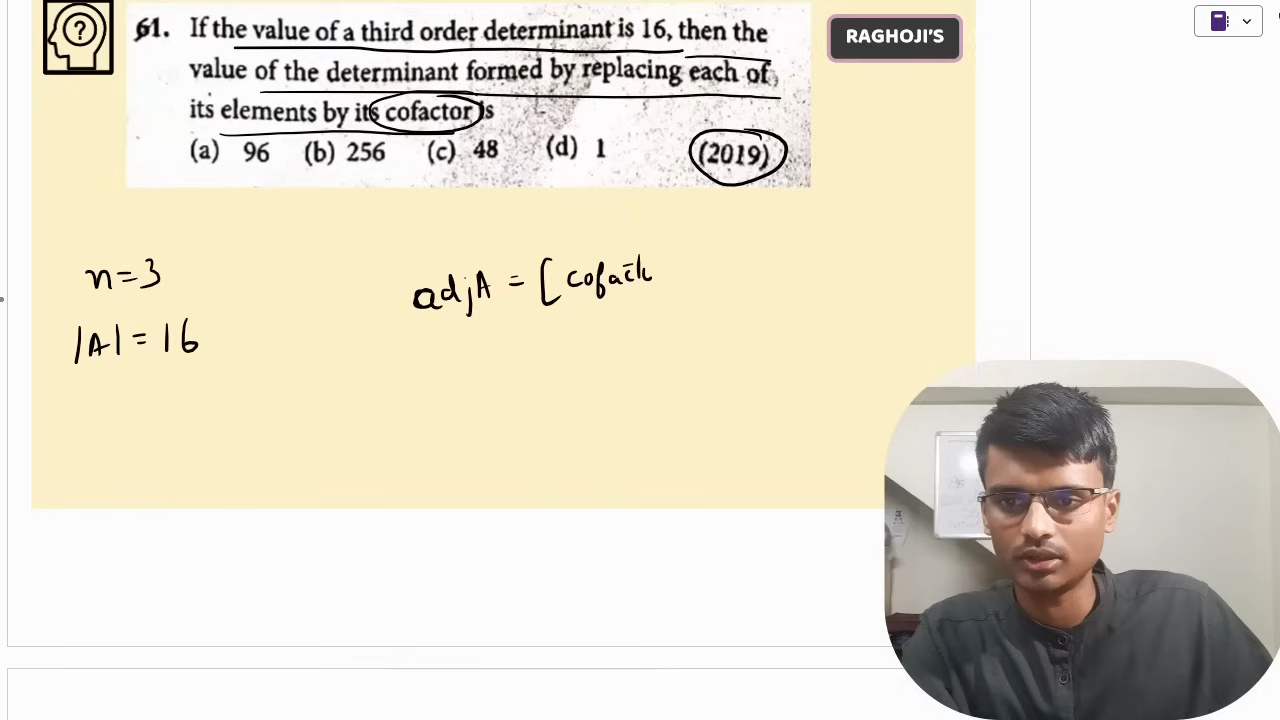 61. If the value of a third order determinant is 16, then the
value of the determinant formed by replacing each of
its elements by its cofactor is
(a) 96 (b) 256 (c) 48 (d) 1 (2019)
RAGHOJI'S
n=3
adjA = [cofact
|A| = 16